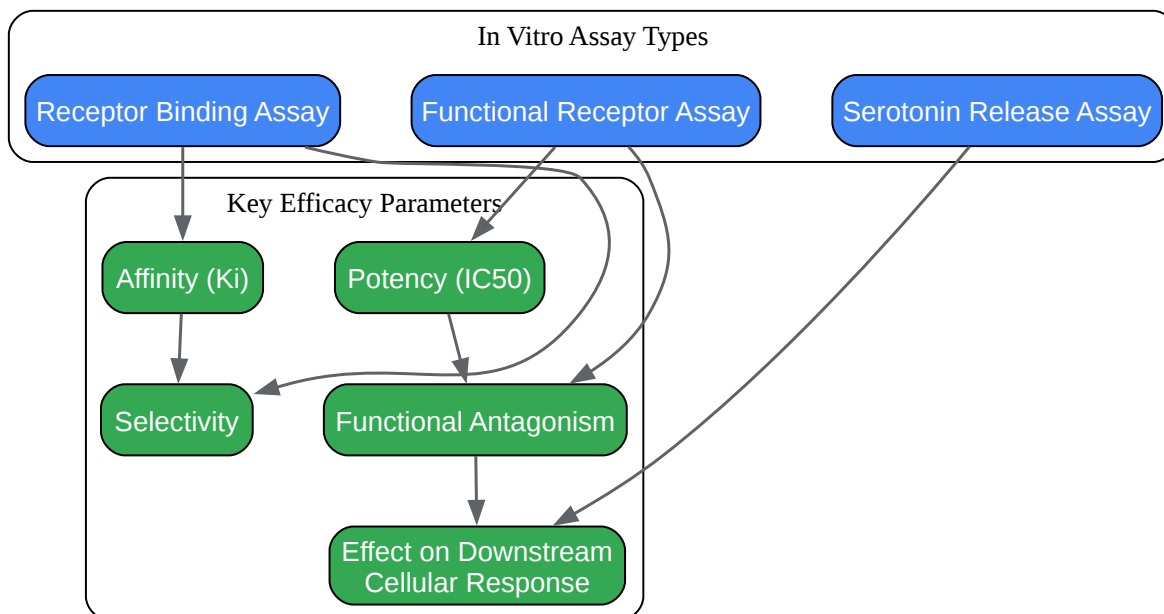 In Vitro Assay Types
Receptor Binding Assay
Functional Receptor Assay
Serotonin Release Assay
Key Efficacy Parameters
Affinity (Ki)
Potency (IC50)
Selectivity
Functional Antagonism
Effect on Downstream
Cellular Response